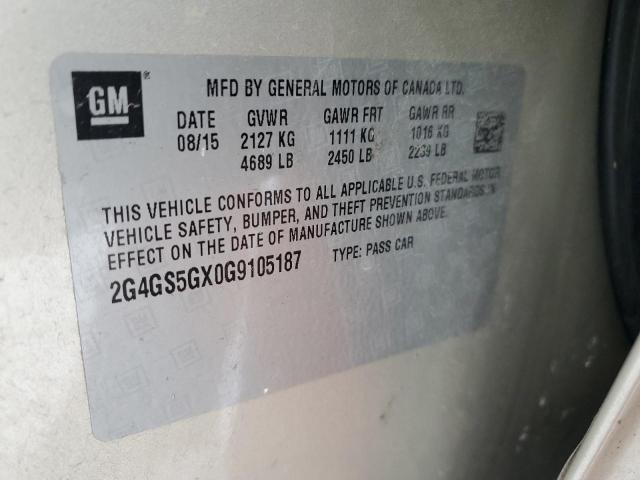 GM®
MFD BY GENERAL MOTORS OF CANADA LTD.
DATE GVWR GAWR FRT GAWR RR
08/15 2127 KG 1111 KG 1016 KG
4689 LB 2450 LB 2239 LB
THIS VEHICLE CONFORMS TO ALL APPLICABLE U.S. FEDERAL MOTOR
VEHICLE SAFETY, BUMPER, AND THEFT PREVENTION STANDARDS IN
EFFECT ON THE DATE OF MANUFACTURE SHOWN ABOVE.
2G4GS5GX0G9105187 TYPE: PASS CAR